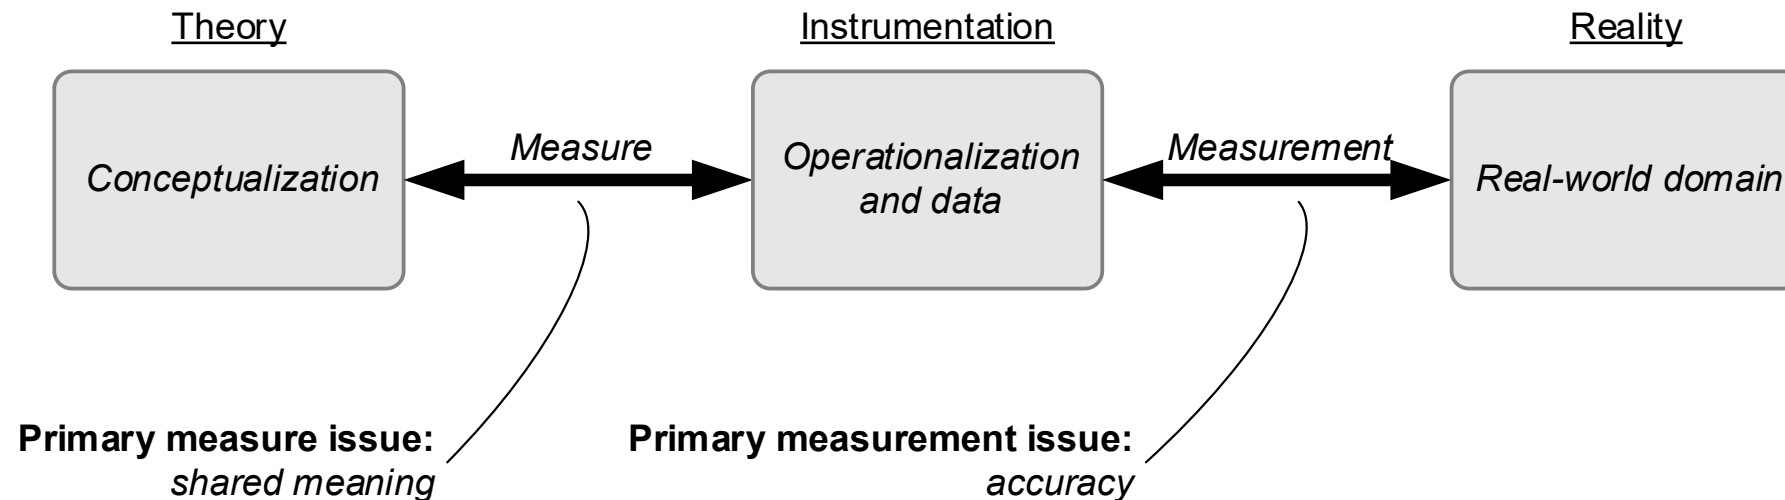 Theory
Instrumentation
Reality
Conceptualization
Measure
Operationalization
and data
Measurement
Real-world domain
Primary measure issue:
shared meaning
Primary measurement issue:
accuracy